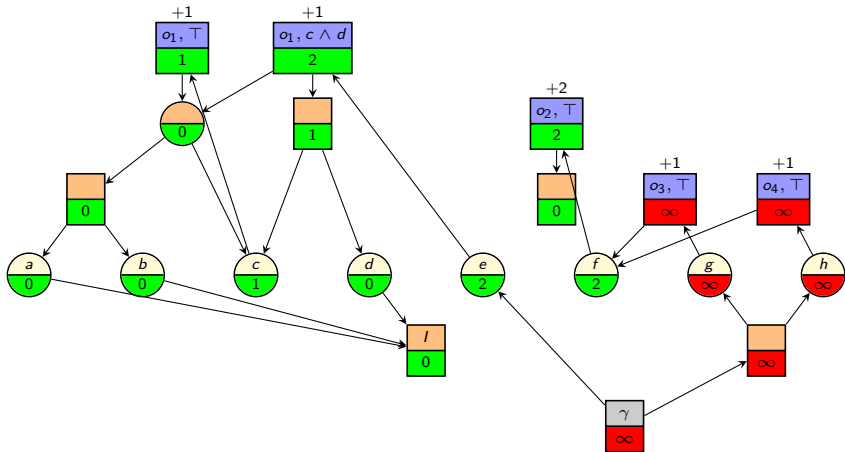 +1 +1
o₁, ⊤ o₁, c ∧ d
1 2
+2
o₂, ⊤
0 1 2
+1 +1
o₃, ⊤ o₄, ⊤
0 0 ∞ ∞
a b c d e f g h
0 0 1 0 2 2 ∞ ∞
I
0 ∞
γ
∞